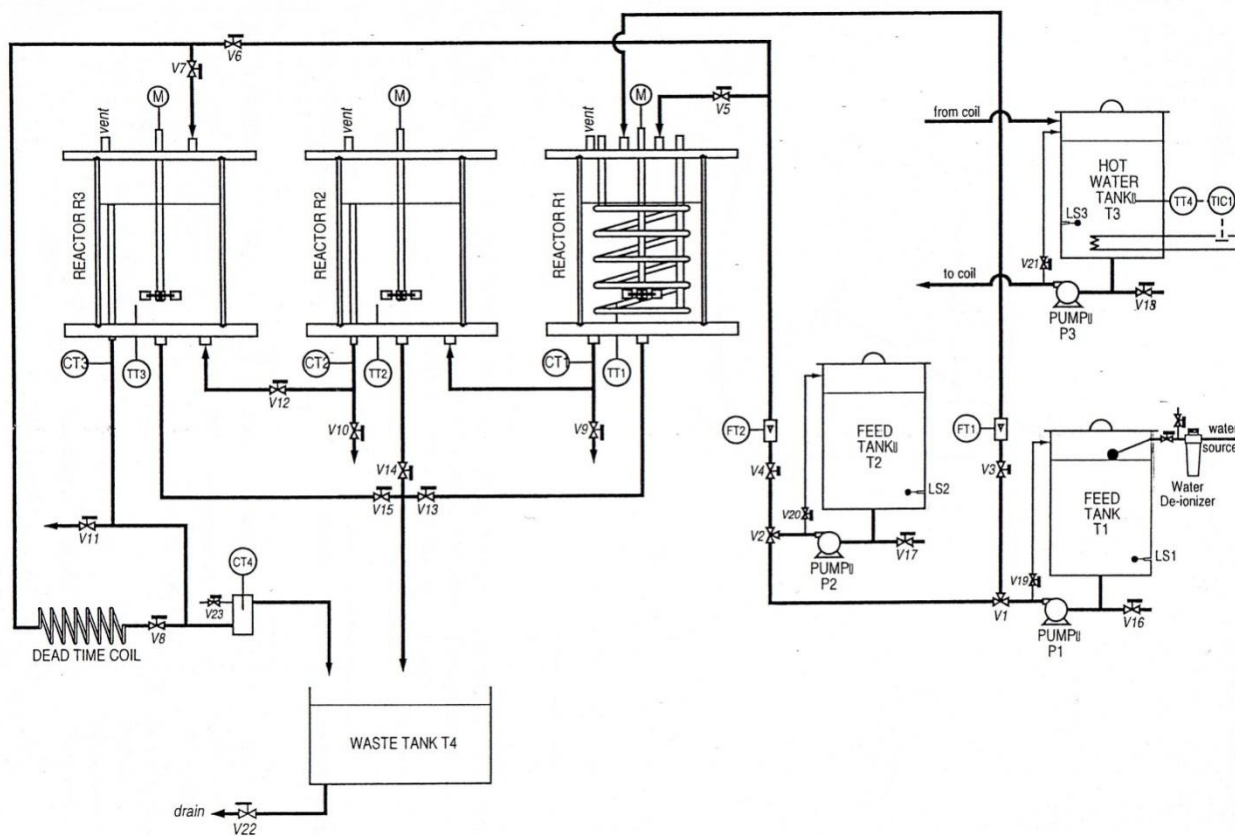 V6
V7
M
vent
REACTOR R3
CT3
TT3
M
vent
REACTOR R2
CT2
TT2
M
vent
REACTOR R1
CT1
TT1
V5
from coil
HOT
WATER
TANK
T3
LS3
TT4
TIC1
V21
to coil
PUMP
P3
V18
V12
V10
V9
V14
V15
V13
V11
FT2
V4
V2
FEED
TANK
T2
LS2
V20
PUMP
P2
V17
FT1
V3
V1
water
source
Water
De-ionizer
FEED
TANK
T1
LS1
V19
PUMP
P1
V16
CT4
V23
V8
DEAD TIME COIL
WASTE TANK T4
drain
V22